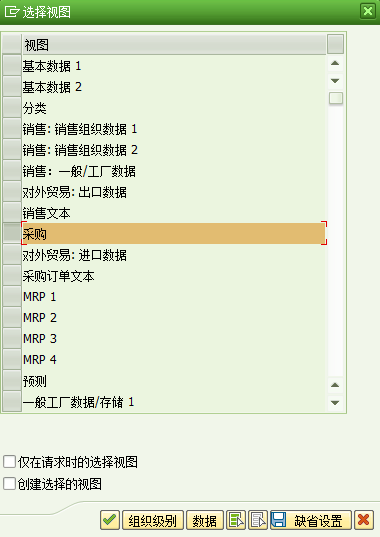 选择视图
视图
基本数据 1
基本数据 2
分类
销售: 销售组织数据 1
销售: 销售组织数据 2
销售: 一般/工厂数据
对外贸易: 出口数据
销售文本
采购
对外贸易: 进口数据
采购订单文本
MRP 1
MRP 2
MRP 3
MRP 4
预测
一般工厂数据/存储 1
仅在请求时的选择视图
创建选择的视图
组织级别 数据 缺省设置